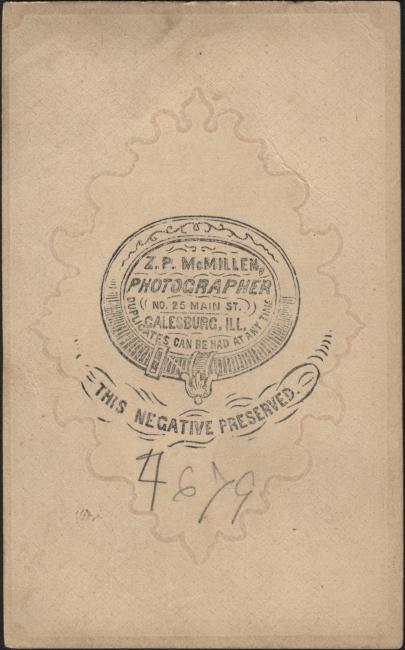 Z. P. McMILLEN,
PHOTOGRAPHER
NO. 25 MAIN ST.
GALESBURG, ILL.
DUPLICATES CAN BE HAD AT ANY TIME
THIS NEGATIVE PRESERVED.
4679